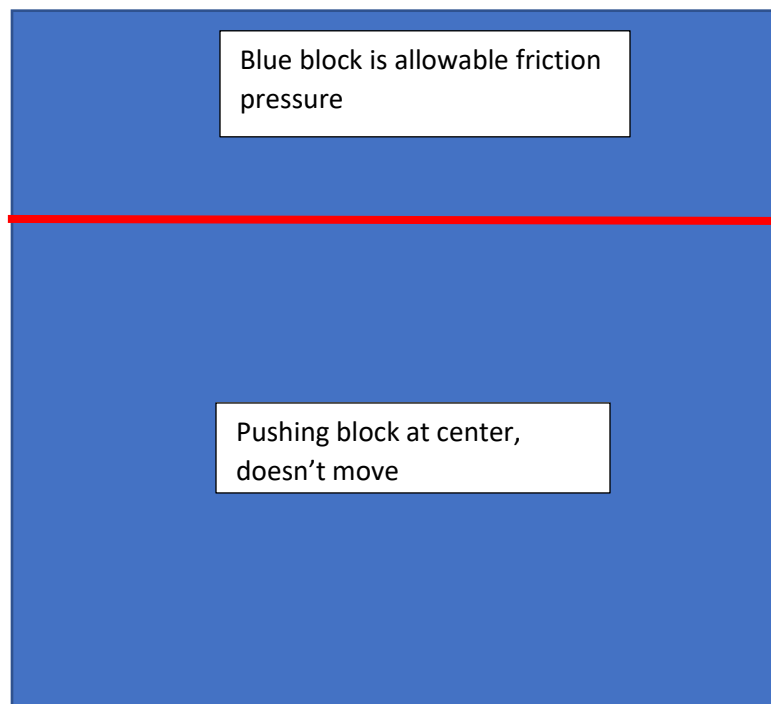 Blue block is allowable friction
pressure
Pushing block at center,
doesn’t move